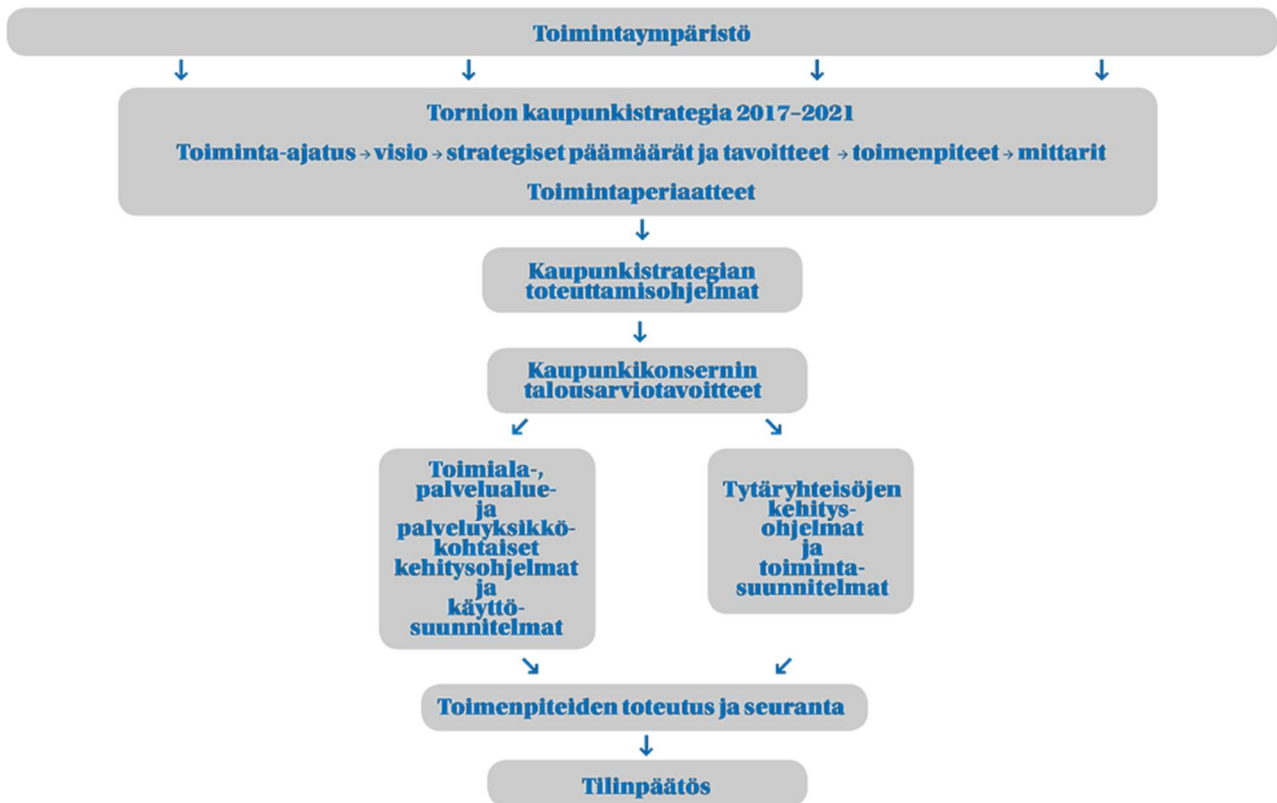 Toimintaympäristö
↓ ↓ ↓ ↓
Tornion kaupunkistrategia 2017–2021
Toiminta-ajatus → visio → strategiset päämäärät ja tavoitteet → toimenpiteet → mittarit
Toimintaperiaatteet
↓
Kaupunkistrategian
toteuttamisohjelmat
↓
Kaupunkikonsernin
talousarviotavoitteet
↙ ↘
Toimiala-,
palvelualue-
ja
palveluyksikkö-
kohtaiset
kehitysohjelmat
ja
käyttö-
suunnitelmat
Tytäryhteisöjen
kehitys-
ohjelmat
ja
toiminta-
suunnitelmat
↘ ↙
Toimenpiteiden toteutus ja seuranta
↓
Tilinpäätös